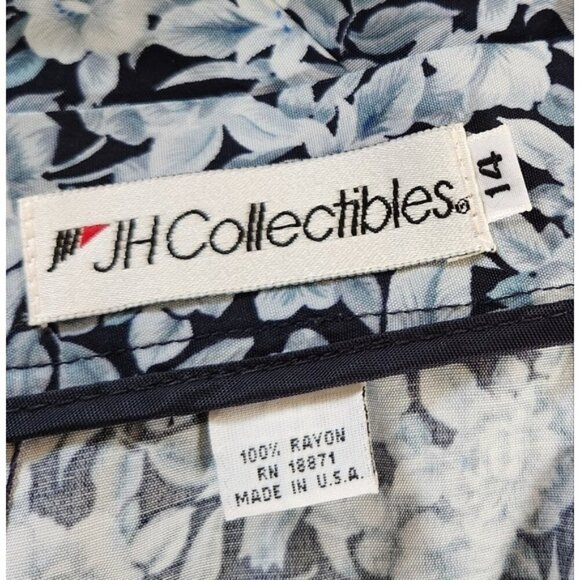 JH Collectibles®
14
100% RAYON
RN 18871
MADE IN U.S.A.